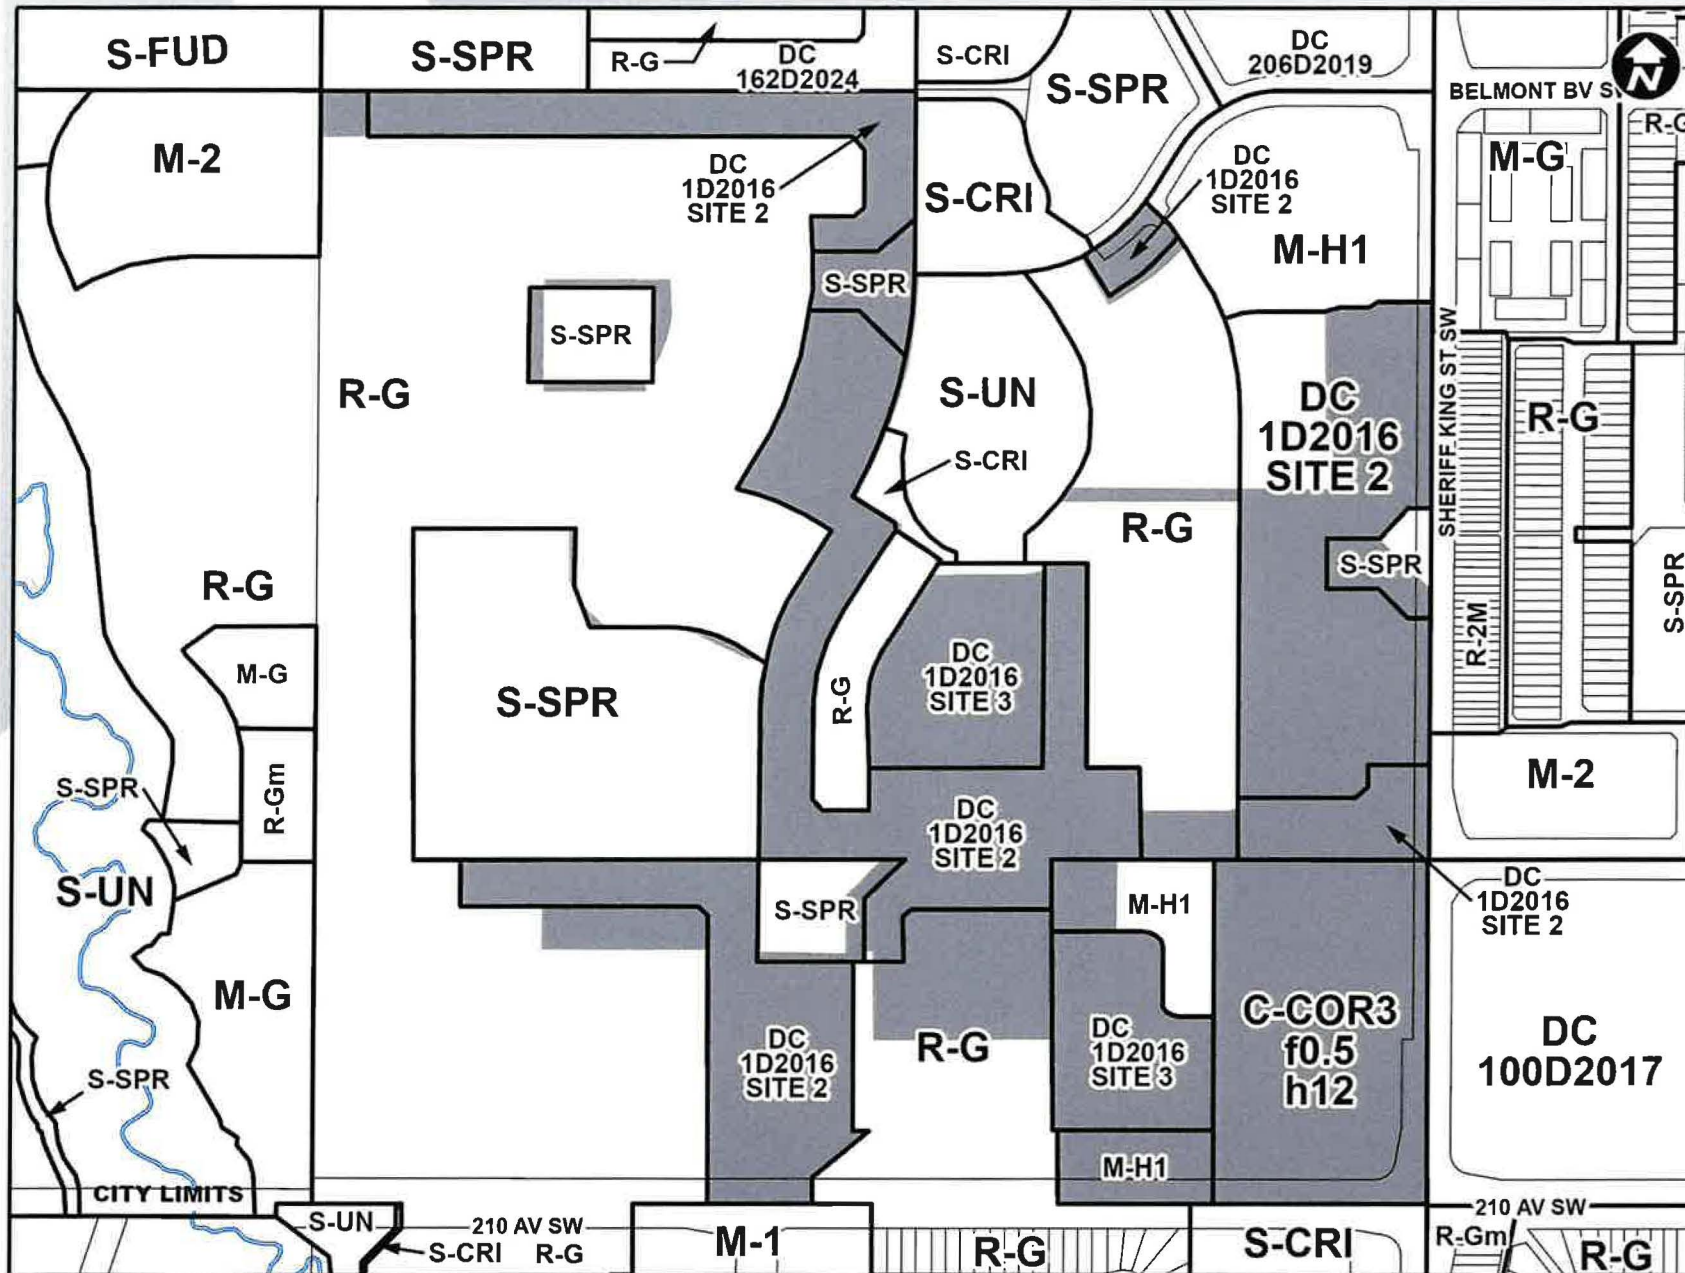 S-FUD
S-SPR
R-G
DC
162D2024
S-CRI
S-SPR
DC
206D2019
N
BELMONT BV S
R-G
M-2
DC
1D2016
SITE 2
S-CRI
DC
1D2016
SITE 2
M-H1
M-G
S-SPR
S-SPR
R-G
S-UN
S-CRI
DC
1D2016
SITE 2
SHERIFF KING ST SW
R-G
R-G
S-SPR
S-SPR
R-2M
R-G
M-G
S-SPR
R-G
DC
1D2016
SITE 3
M-2
S-SPR
R-Gm
DC
1D2016
SITE 2
S-UN
S-SPR
M-H1
DC
1D2016
SITE 2
M-G
DC
1D2016
SITE 2
R-G
DC
1D2016
SITE 3
C-COR3
f0.5
h12
DC
100D2017
S-SPR
M-H1
CITY LIMITS
S-UN
210 AV SW
S-CRI
R-G
M-1
R-G
S-CRI
210 AV SW
R-Gm
R-G